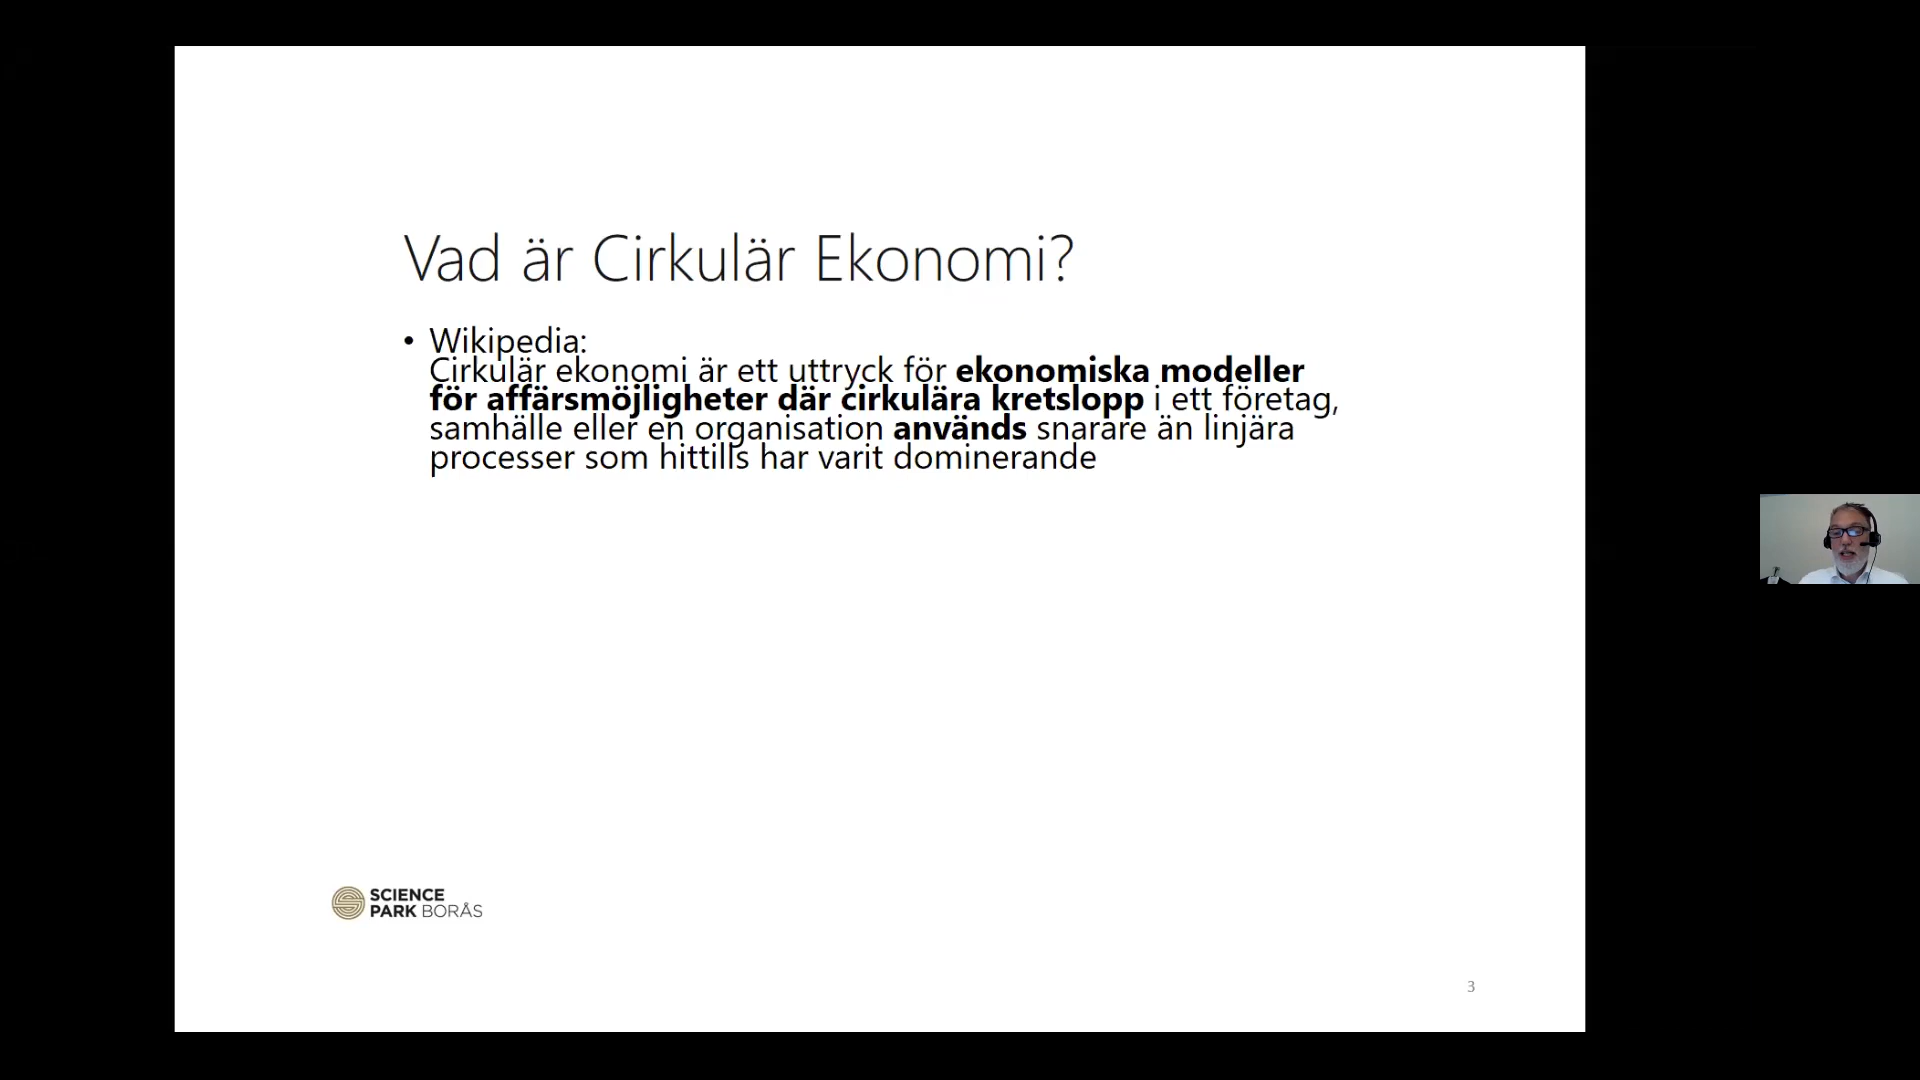 Vad är Cirkulär Ekonomi?
• Wikipedia:
Cirkulär ekonomi är ett uttryck för ekonomiska modeller
för affärsmöjligheter där cirkulära kretslopp i ett företag,
samhälle eller en organisation används snarare än linjära
processer som hittills har varit dominerande
SCIENCE
PARK BORÅS
3